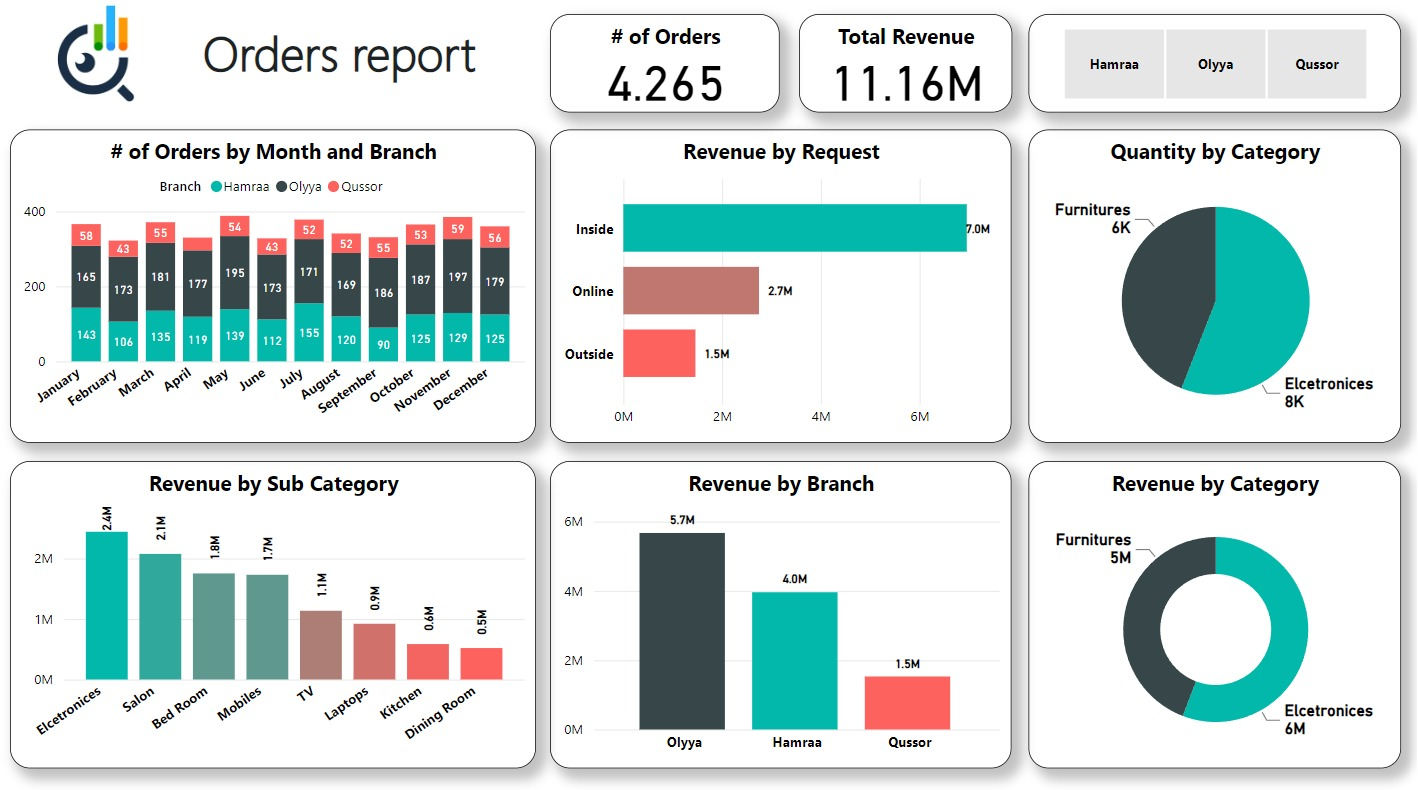 Orders report
# of Orders
4.265
Total Revenue
11.16M
Hamraa
Olyya
Qussor
# of Orders by Month and Branch
Branch Hamraa Olyya Qussor
400
200
0
58 43 55 54 43 52 52 55 53 59 56
165 173 181 177 195 173 171 169 186 187 197 179
143 106 135 119 139 112 155 120 90 125 129 125
January February March April May June July August September October November December
Revenue by Request
Inside 7.0M
Online 2.7M
Outside 1.5M
0M 2M 4M 6M
Quantity by Category
Furnitures
6K
Elcetronices
8K
Revenue by Sub Category
2M
1M
0M
2.4M 2.1M 1.8M 1.7M 1.1M 0.9M 0.6M 0.5M
Elcetronices Salon Bed Room Mobiles TV Laptops Kitchen Dining Room
Revenue by Branch
6M
4M
2M
0M
5.7M 4.0M 1.5M
Olyya Hamraa Qussor
Revenue by Category
Furnitures
5M
Elcetronices
6M